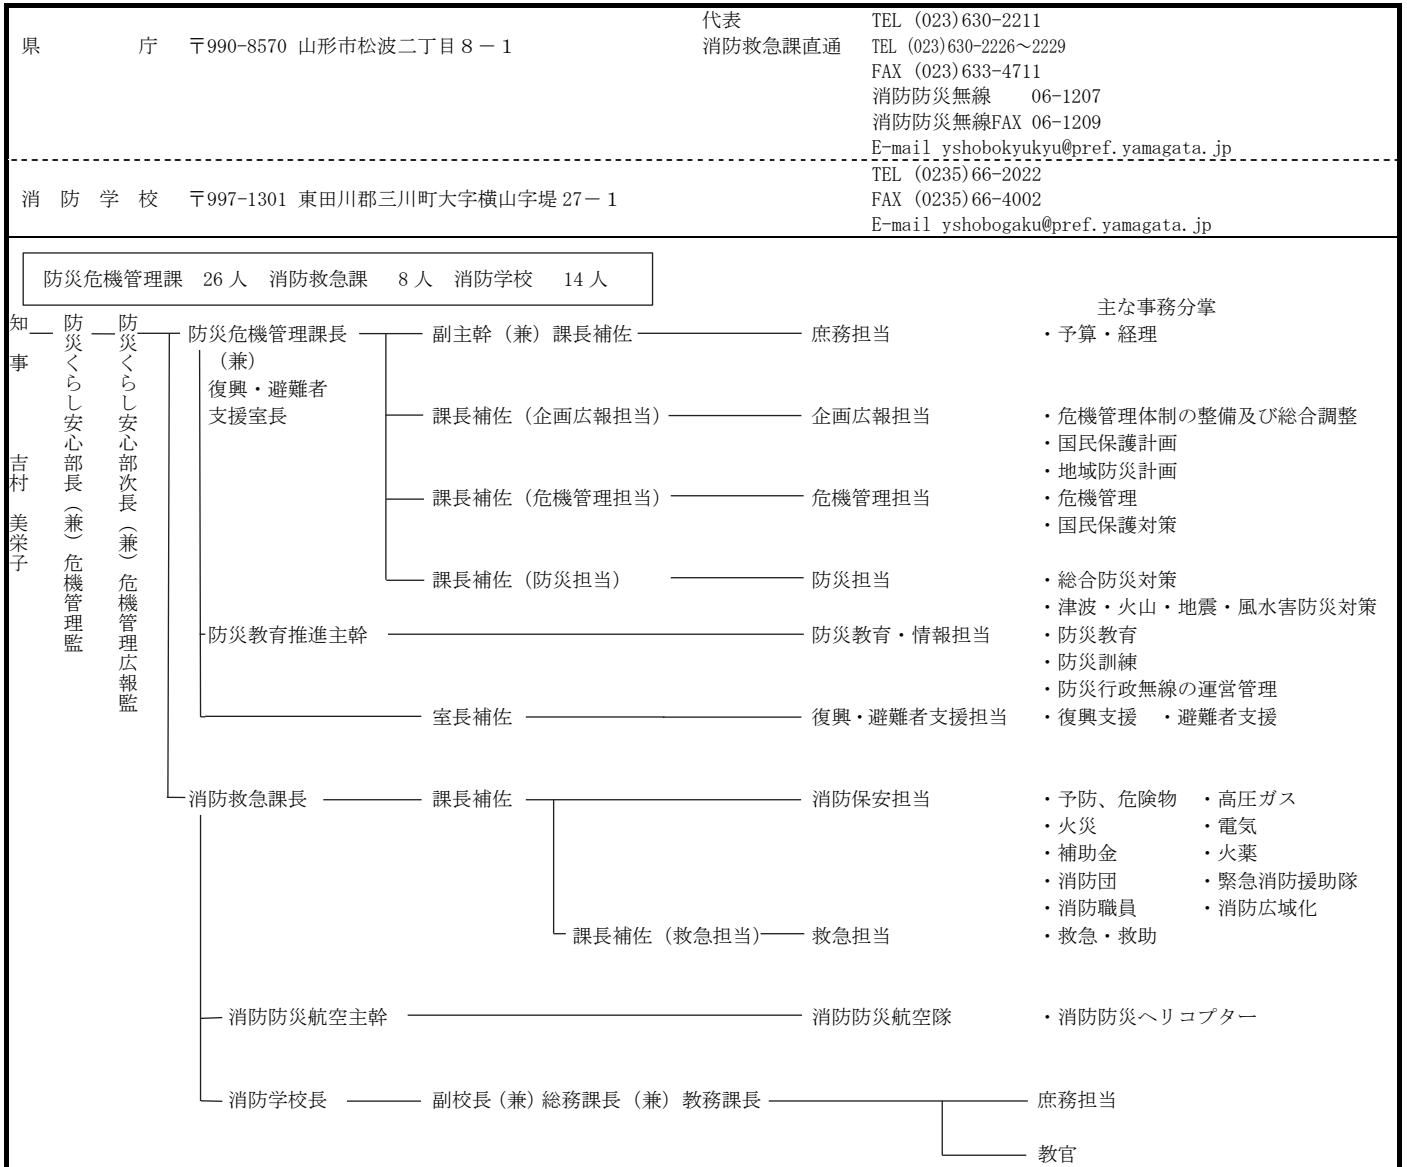 代表 TEL (023)630-2211
県 庁 〒990-8570 山形市松波二丁目８－１ 消防救急課直通 TEL (023)630-2226～2229
FAX (023)633-4711
消防防災無線 06-1207
消防防災無線FAX 06-1209
E-mail yshobokyukyu@pref.yamagata.jp
TEL (0235)66-2022
消 防 学 校 〒997-1301 東田川郡三川町大字横山字堤 27－１ FAX (0235)66-4002
E-mail yshobogaku@pref.yamagata.jp
防災危機管理課 26 人 消防救急課 8 人 消防学校 14 人
主な事務分掌
知 事 吉村 美栄子
防災くらし安心部長（兼）危機管理監
防災くらし安心部次長（兼）危機管理広報監
防災危機管理課長 副主幹（兼）課長補佐 庶務担当 ・予算・経理
（兼）
復興・避難者
支援室長 課長補佐（企画広報担当） 企画広報担当 ・危機管理体制の整備及び総合調整
・国民保護計画
・地域防災計画
課長補佐（危機管理担当） 危機管理担当 ・危機管理
・国民保護対策
課長補佐（防災担当） 防災担当 ・総合防災対策
・津波・火山・地震・風水害防災対策
防災教育推進主幹 防災教育・情報担当 ・防災教育
・防災訓練
・防災行政無線の運営管理
室長補佐 復興・避難者支援担当 ・復興支援 ・避難者支援
消防救急課長 課長補佐 消防保安担当 ・予防、危険物 ・高圧ガス
・火災 ・電気
・補助金 ・火薬
・消防団 ・緊急消防援助隊
・消防職員 ・消防広域化
課長補佐（救急担当） 救急担当 ・救急・救助
消防防災航空主幹 消防防災航空隊 ・消防防災ヘリコプター
消防学校長 副校長（兼）総務課長（兼）教務課長 庶務担当
教官